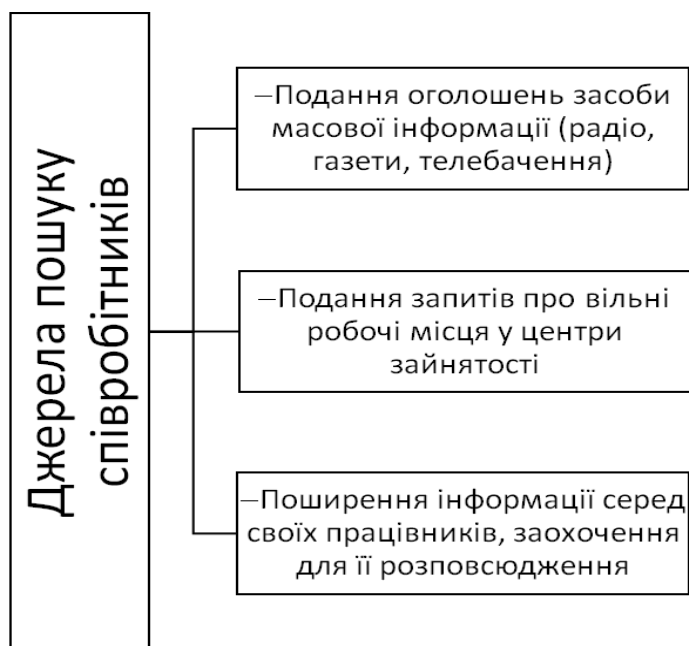 Джерела пошуку
співробітників
–Подання оголошень засоби
масової інформації (радіо,
газети, телебачення)
–Подання запитів про вільні
робочі місця у центри
зайнятості
–Поширення інформації серед
своїх працівників, заохочення
для її розповсюдження